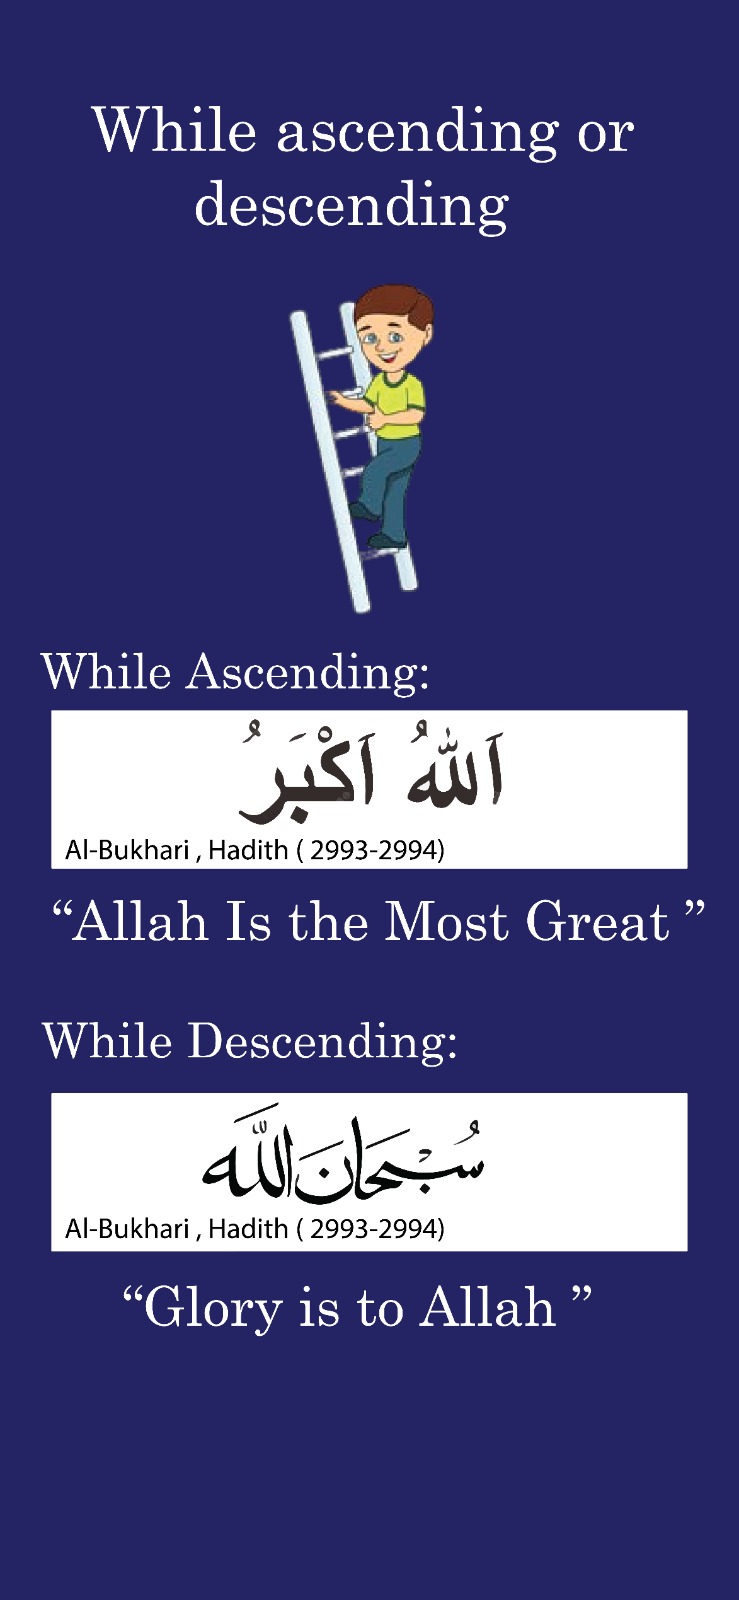 While ascending or
descending
While Ascending:
اَللهُ اَكْبَرُ
Al-Bukhari , Hadith ( 2993-2994)
“Allah Is the Most Great ”
While Descending:
سُبْحَانَ اللَّه
Al-Bukhari , Hadith ( 2993-2994)
“Glory is to Allah ”